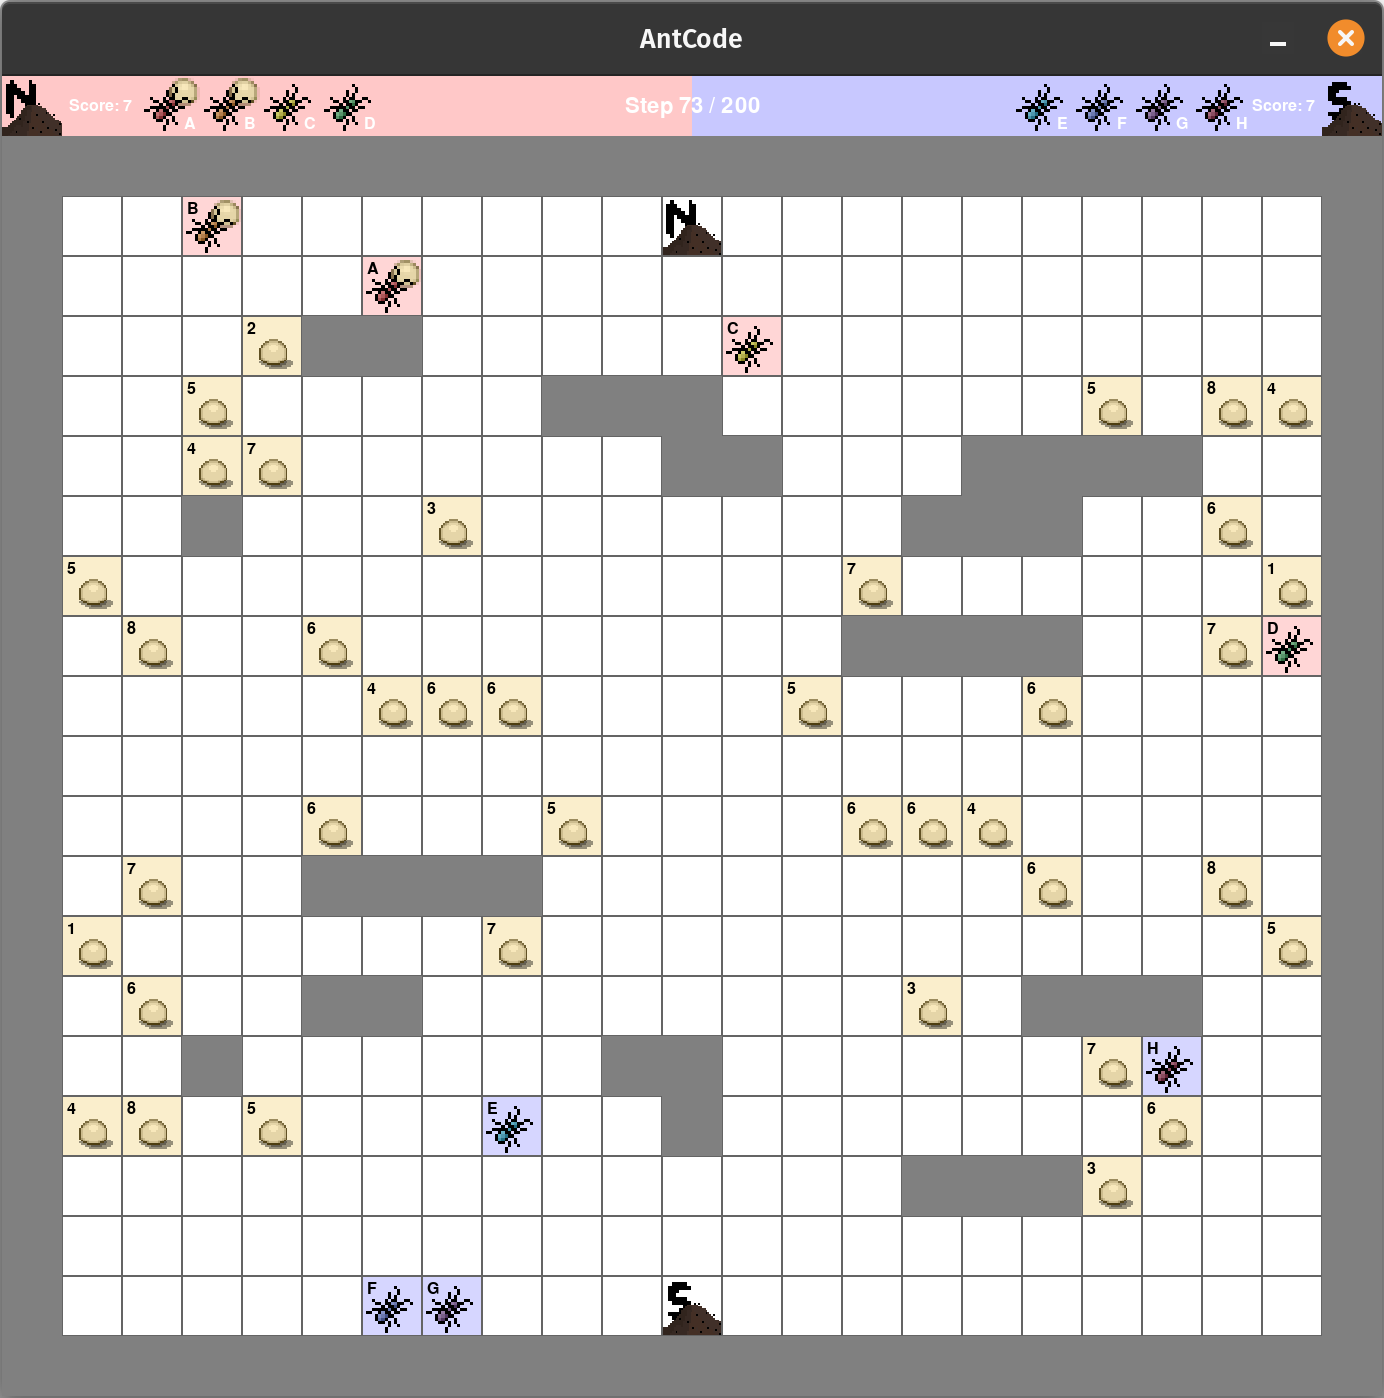 AntCode
N Score: 7 A B C D Step 73 / 200 E F G H Score: 7 S
B N
A
2 C
5 5 8 4
4 7
3 6
5 7 1
8 6 7 D
4 6 6 5 6
6 5 6 6 4
7 6 8
1 7 5
6 3
7 H
4 8 5 E 6
3
F G S